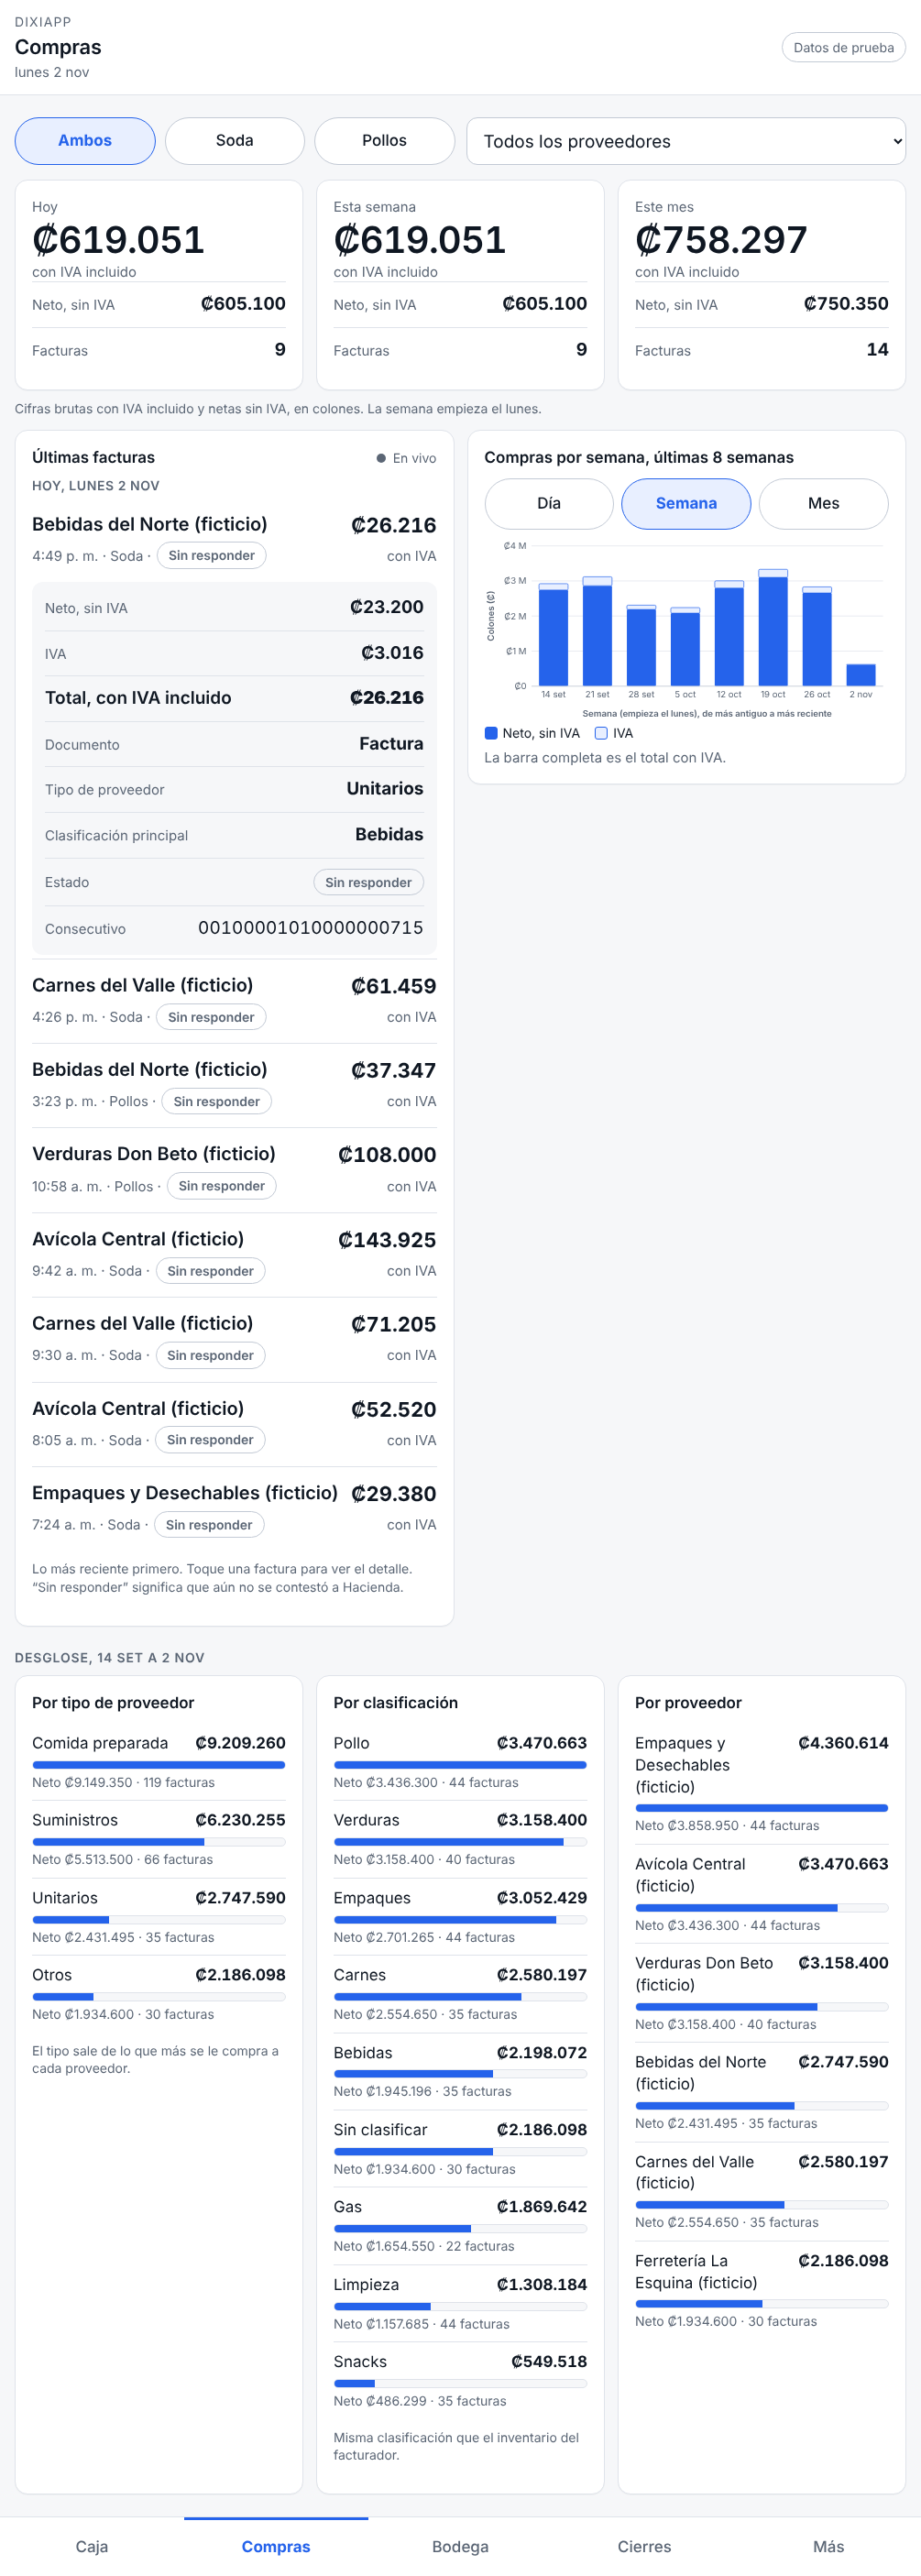 DIXIAPP
Compras
lunes 2 nov
Datos de prueba
Ambos
Soda
Pollos
Todos los proveedores
Hoy
₡619.051
con IVA incluido
Neto, sin IVA ₡605.100
Facturas 9
Esta semana
₡619.051
con IVA incluido
Neto, sin IVA ₡605.100
Facturas 9
Este mes
₡758.297
con IVA incluido
Neto, sin IVA ₡750.350
Facturas 14
Cifras brutas con IVA incluido y netas sin IVA, en colones. La semana empieza el lunes.
Últimas facturas
En vivo
HOY, LUNES 2 NOV
Bebidas del Norte (ficticio) ₡26.216
4:49 p. m. · Soda · Sin responder con IVA
Neto, sin IVA ₡23.200
IVA ₡3.016
Total, con IVA incluido ₡26.216
Documento Factura
Tipo de proveedor Unitarios
Clasificación principal Bebidas
Estado Sin responder
Consecutivo 00100001010000000715
Carnes del Valle (ficticio) ₡61.459
4:26 p. m. · Soda · Sin responder con IVA
Bebidas del Norte (ficticio) ₡37.347
3:23 p. m. · Pollos · Sin responder con IVA
Verduras Don Beto (ficticio) ₡108.000
10:58 a. m. · Pollos · Sin responder con IVA
Avícola Central (ficticio) ₡143.925
9:42 a. m. · Soda · Sin responder con IVA
Carnes del Valle (ficticio) ₡71.205
9:30 a. m. · Soda · Sin responder con IVA
Avícola Central (ficticio) ₡52.520
8:05 a. m. · Soda · Sin responder con IVA
Empaques y Desechables (ficticio) ₡29.380
7:24 a. m. · Soda · Sin responder con IVA
Lo más reciente primero. Toque una factura para ver el detalle.
“Sin responder” significa que aún no se contestó a Hacienda.
Compras por semana, últimas 8 semanas
Día
Semana
Mes
Colones (₡)
₡4 M
₡3 M
₡2 M
₡1 M
₡0
14 set 21 set 28 set 5 oct 12 oct 19 oct 26 oct 2 nov
Semana (empieza el lunes), de más antiguo a más reciente
Neto, sin IVA IVA
La barra completa es el total con IVA.
DESGLOSE, 14 SET A 2 NOV
Por tipo de proveedor
Comida preparada ₡9.209.260
Neto ₡9.149.350 · 119 facturas
Suministros ₡6.230.255
Neto ₡5.513.500 · 66 facturas
Unitarios ₡2.747.590
Neto ₡2.431.495 · 35 facturas
Otros ₡2.186.098
Neto ₡1.934.600 · 30 facturas
El tipo sale de lo que más se le compra a
cada proveedor.
Por clasificación
Pollo ₡3.470.663
Neto ₡3.436.300 · 44 facturas
Verduras ₡3.158.400
Neto ₡3.158.400 · 40 facturas
Empaques ₡3.052.429
Neto ₡2.701.265 · 44 facturas
Carnes ₡2.580.197
Neto ₡2.554.650 · 35 facturas
Bebidas ₡2.198.072
Neto ₡1.945.196 · 35 facturas
Sin clasificar ₡2.186.098
Neto ₡1.934.600 · 30 facturas
Gas ₡1.869.642
Neto ₡1.654.550 · 22 facturas
Limpieza ₡1.308.184
Neto ₡1.157.685 · 44 facturas
Snacks ₡549.518
Neto ₡486.299 · 35 facturas
Misma clasificación que el inventario del
facturador.
Por proveedor
Empaques y ₡4.360.614
Desechables
(ficticio)
Neto ₡3.858.950 · 44 facturas
Avícola Central ₡3.470.663
(ficticio)
Neto ₡3.436.300 · 44 facturas
Verduras Don Beto ₡3.158.400
(ficticio)
Neto ₡3.158.400 · 40 facturas
Bebidas del Norte ₡2.747.590
(ficticio)
Neto ₡2.431.495 · 35 facturas
Carnes del Valle ₡2.580.197
(ficticio)
Neto ₡2.554.650 · 35 facturas
Ferretería La ₡2.186.098
Esquina (ficticio)
Neto ₡1.934.600 · 30 facturas
Caja
Compras
Bodega
Cierres
Más